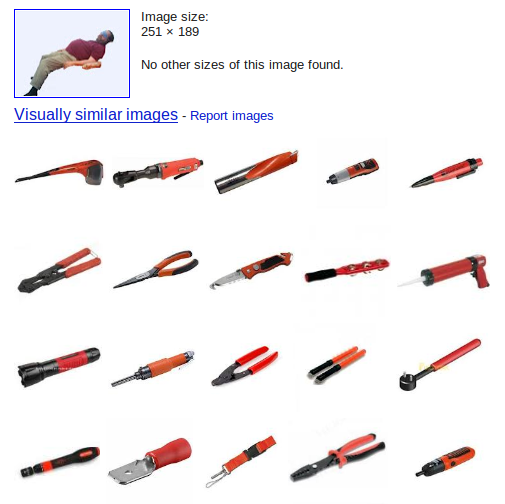 Image size:
251 × 189
No other sizes of this image found.
Visually similar images - Report images